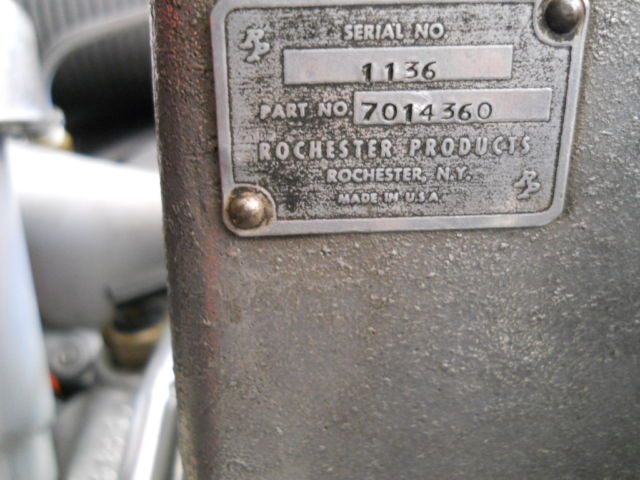 SERIAL NO.
1136
PART NO. 7014360
ROCHESTER PRODUCTS
ROCHESTER, N.Y.
MADE IN U.S.A.